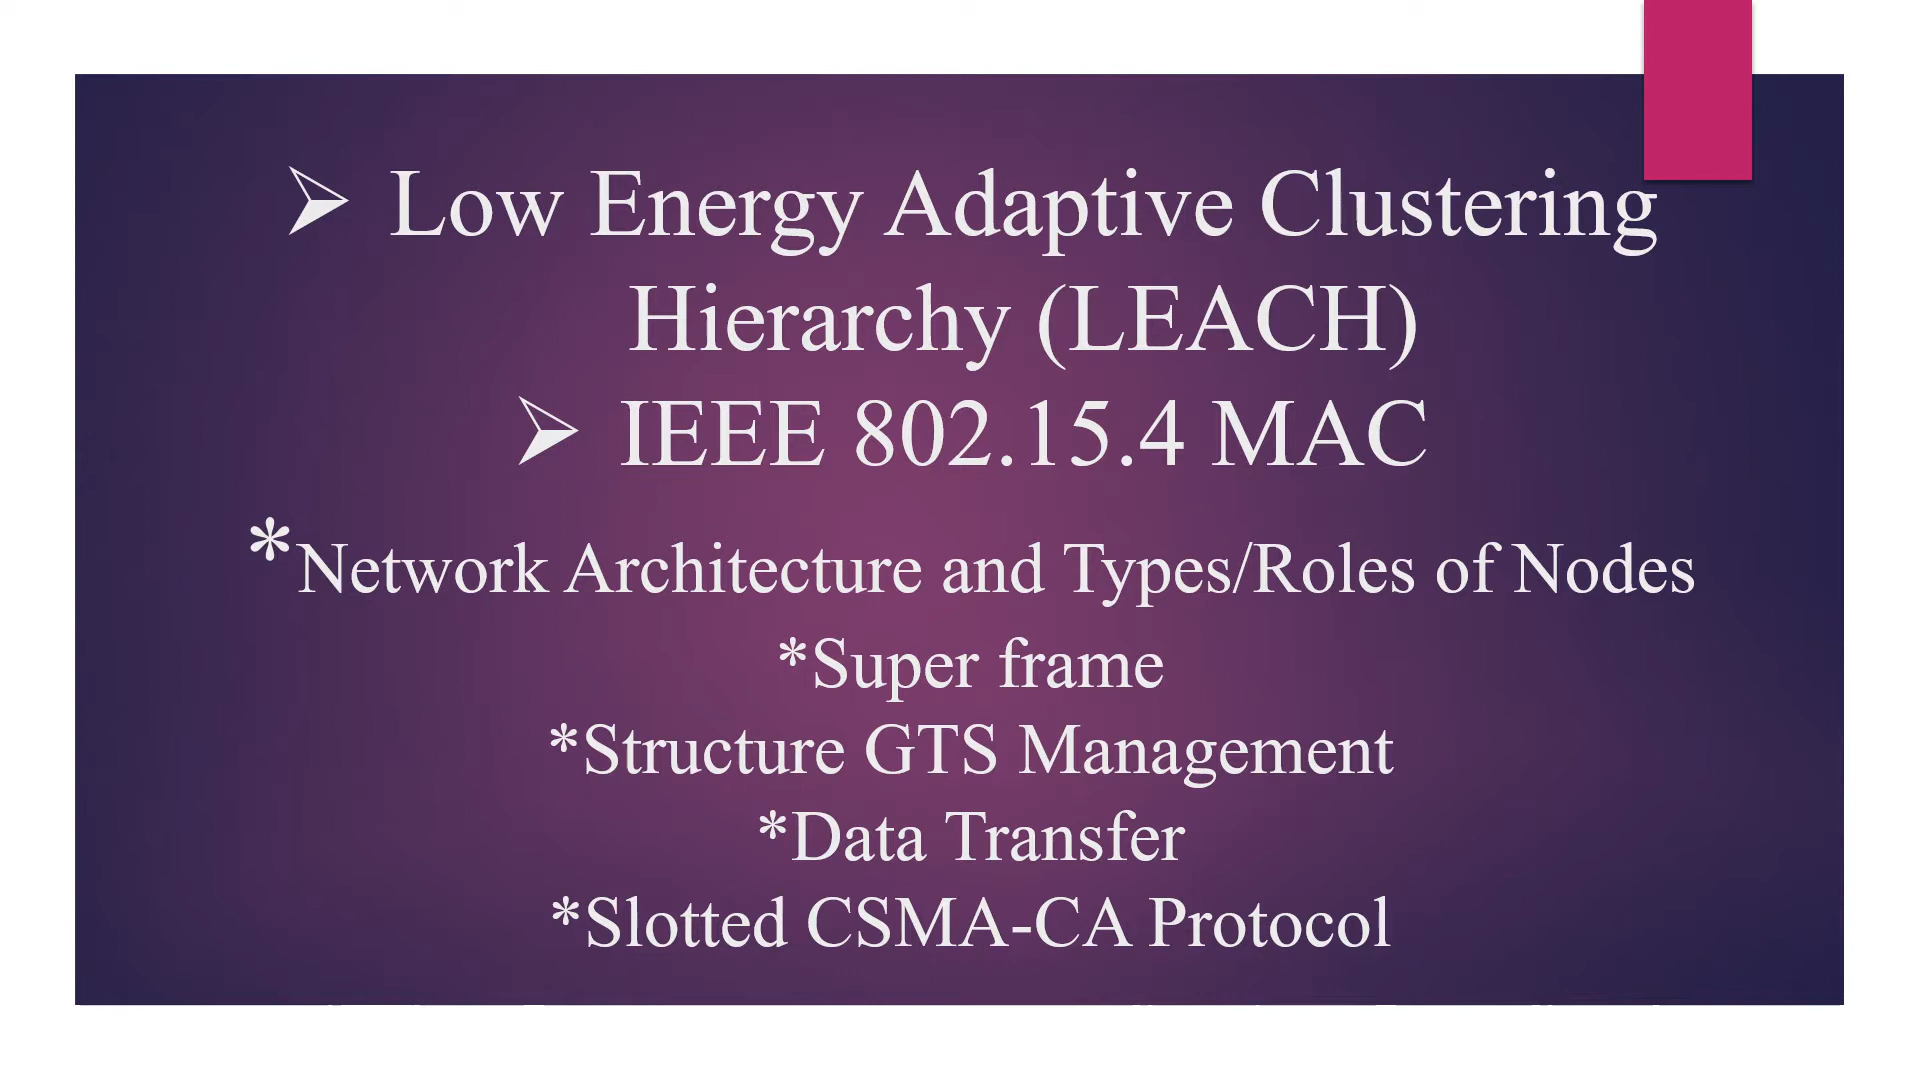 ➢ Low Energy Adaptive Clustering
Hierarchy (LEACH)
➢ IEEE 802.15.4 MAC
*Network Architecture and Types/Roles of Nodes
*Super frame
*Structure GTS Management
*Data Transfer
*Slotted CSMA-CA Protocol